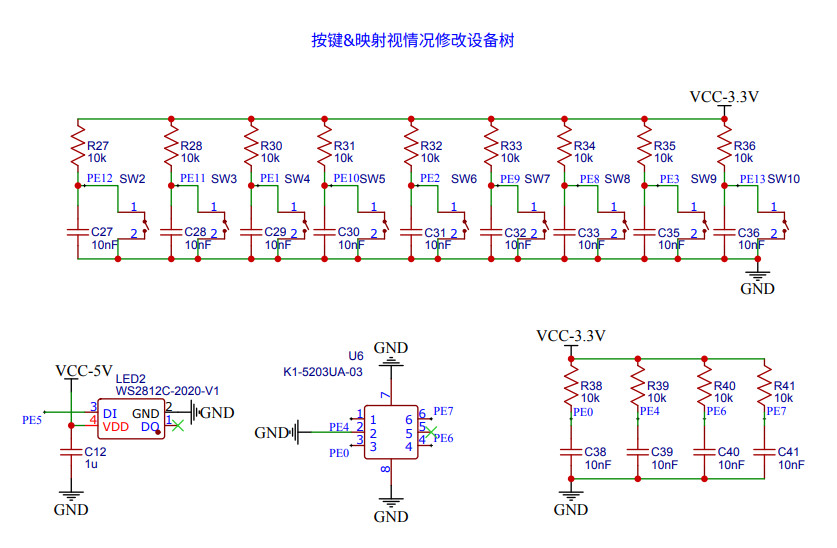 按键&映射视情况修改设备树
VCC-3.3V
R27 R28 R30 R31 R32 R33 R34 R35 R36
10k 10k 10k 10k 10k 10k 10k 10k 10k
PE12 SW2 PE11 SW3 PE1 SW4 PE10 SW5 PE2 SW6 PE9 SW7 PE8 SW8 PE3 SW9 PE13 SW10
1 1 1 1 1 1 1 1 1
C27 2 C28 2 C29 2 C30 2 C31 2 C32 2 C33 2 C35 2 C36 2
10nF 10nF 10nF 10nF 10nF 10nF 10nF 10nF 10nF
GND
VCC-5V
LED2
WS2812C-2020-V1
PE5 3 DI GND 2 GND
4 VDD DO 1
C12
1u
GND
GND
U6
K1-5203UA-03
7
1 1 6 6 PE7
GND PE4 2 2 5 5
PE0 3 3 4 4 PE6
8
GND
VCC-3.3V
R38 R39 R40 R41
10k 10k 10k 10k
PE0 PE4 PE6 PE7
C38 C39 C40 C41
10nF 10nF 10nF 10nF
GND